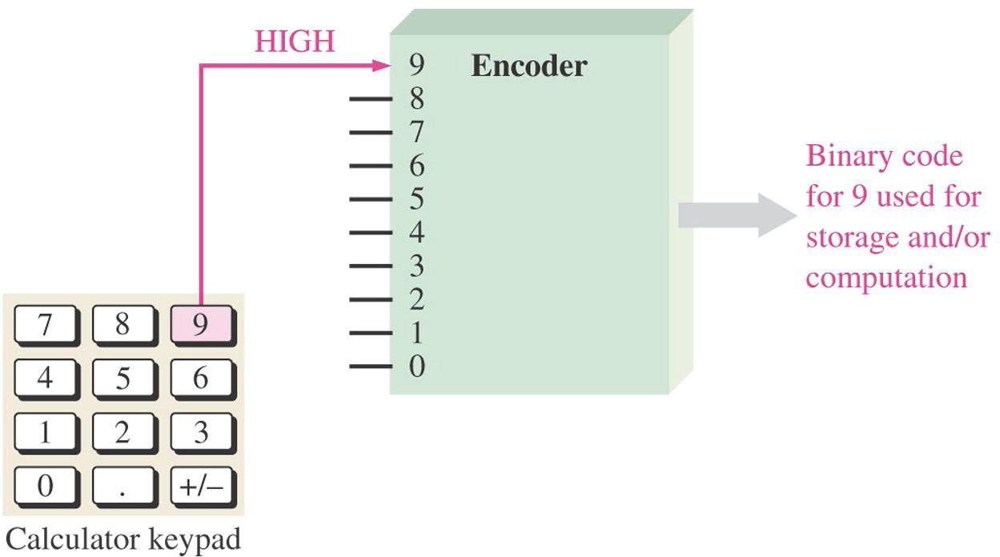 HIGH
Encoder
9
8
7
6
5
4
3
2
1
0
Binary code
for 9 used for
storage and/or
computation
7 8 9
4 5 6
1 2 3
0 . +/–
Calculator keypad